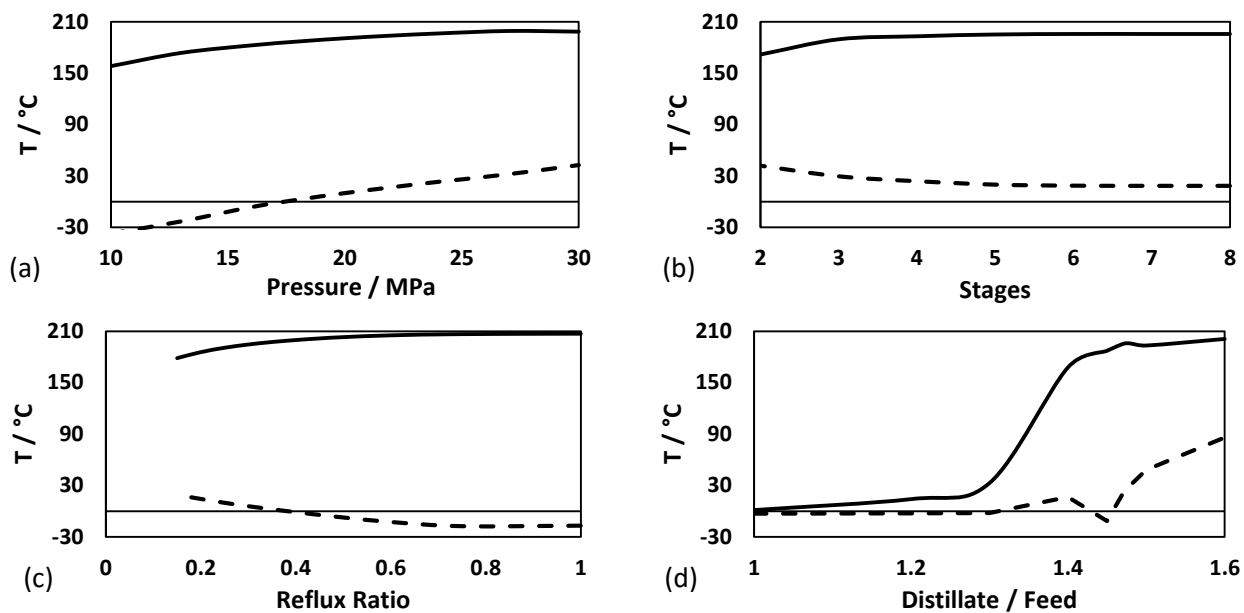 210
150
90
30
-30
T / °C
10 15 20 25 30
(a)
Pressure / MPa
210
150
90
30
-30
T / °C
2 3 4 5 6 7 8
(b)
Stages
210
150
90
30
-30
T / °C
0 0.2 0.4 0.6 0.8 1
(c)
Reflux Ratio
210
150
90
30
-30
T / °C
1 1.2 1.4 1.6
(d)
Distillate / Feed